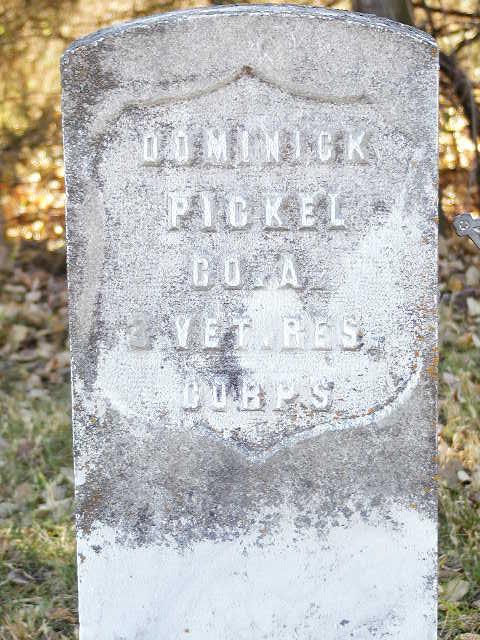 DOMINICK
PICKEL
CO. A.
3 VET. RES.
CORPS